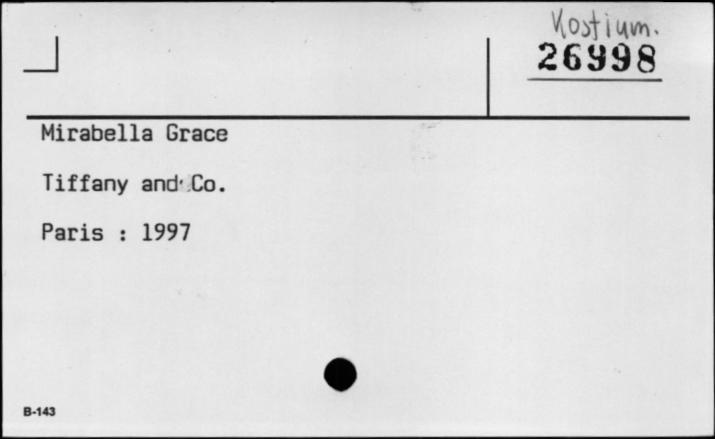 Kostium.
26998
Mirabella Grace
Tiffany and Co.
Paris : 1997
B-143